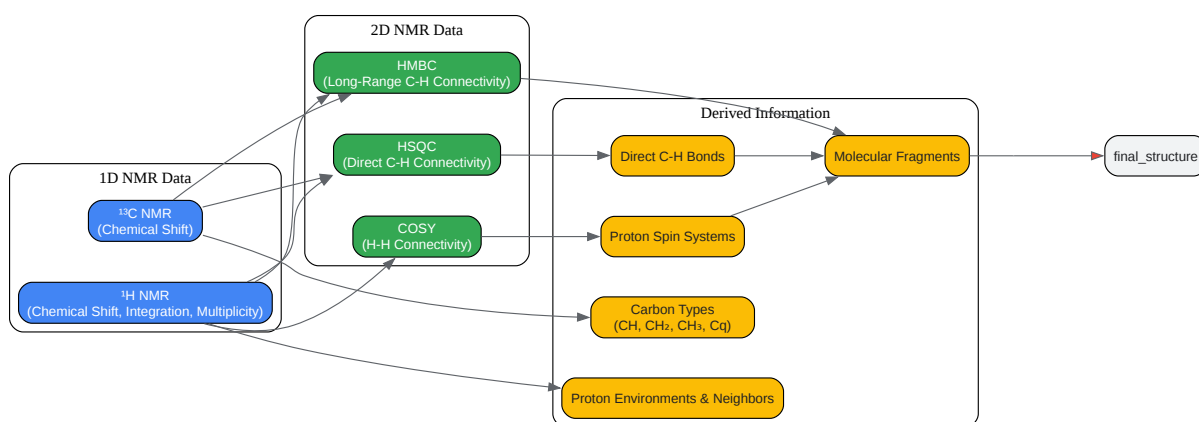 2D NMR Data
HMBC
(Long-Range C-H Connectivity)
HSQC
(Direct C-H Connectivity)
COSY
(H-H Connectivity)
1D NMR Data
¹³C NMR
(Chemical Shift)
¹H NMR
(Chemical Shift, Integration, Multiplicity)
Derived Information
Direct C-H Bonds
Molecular Fragments
Proton Spin Systems
Carbon Types
(CH, CH₂, CH₃, Cq)
Proton Environments & Neighbors
final_structure